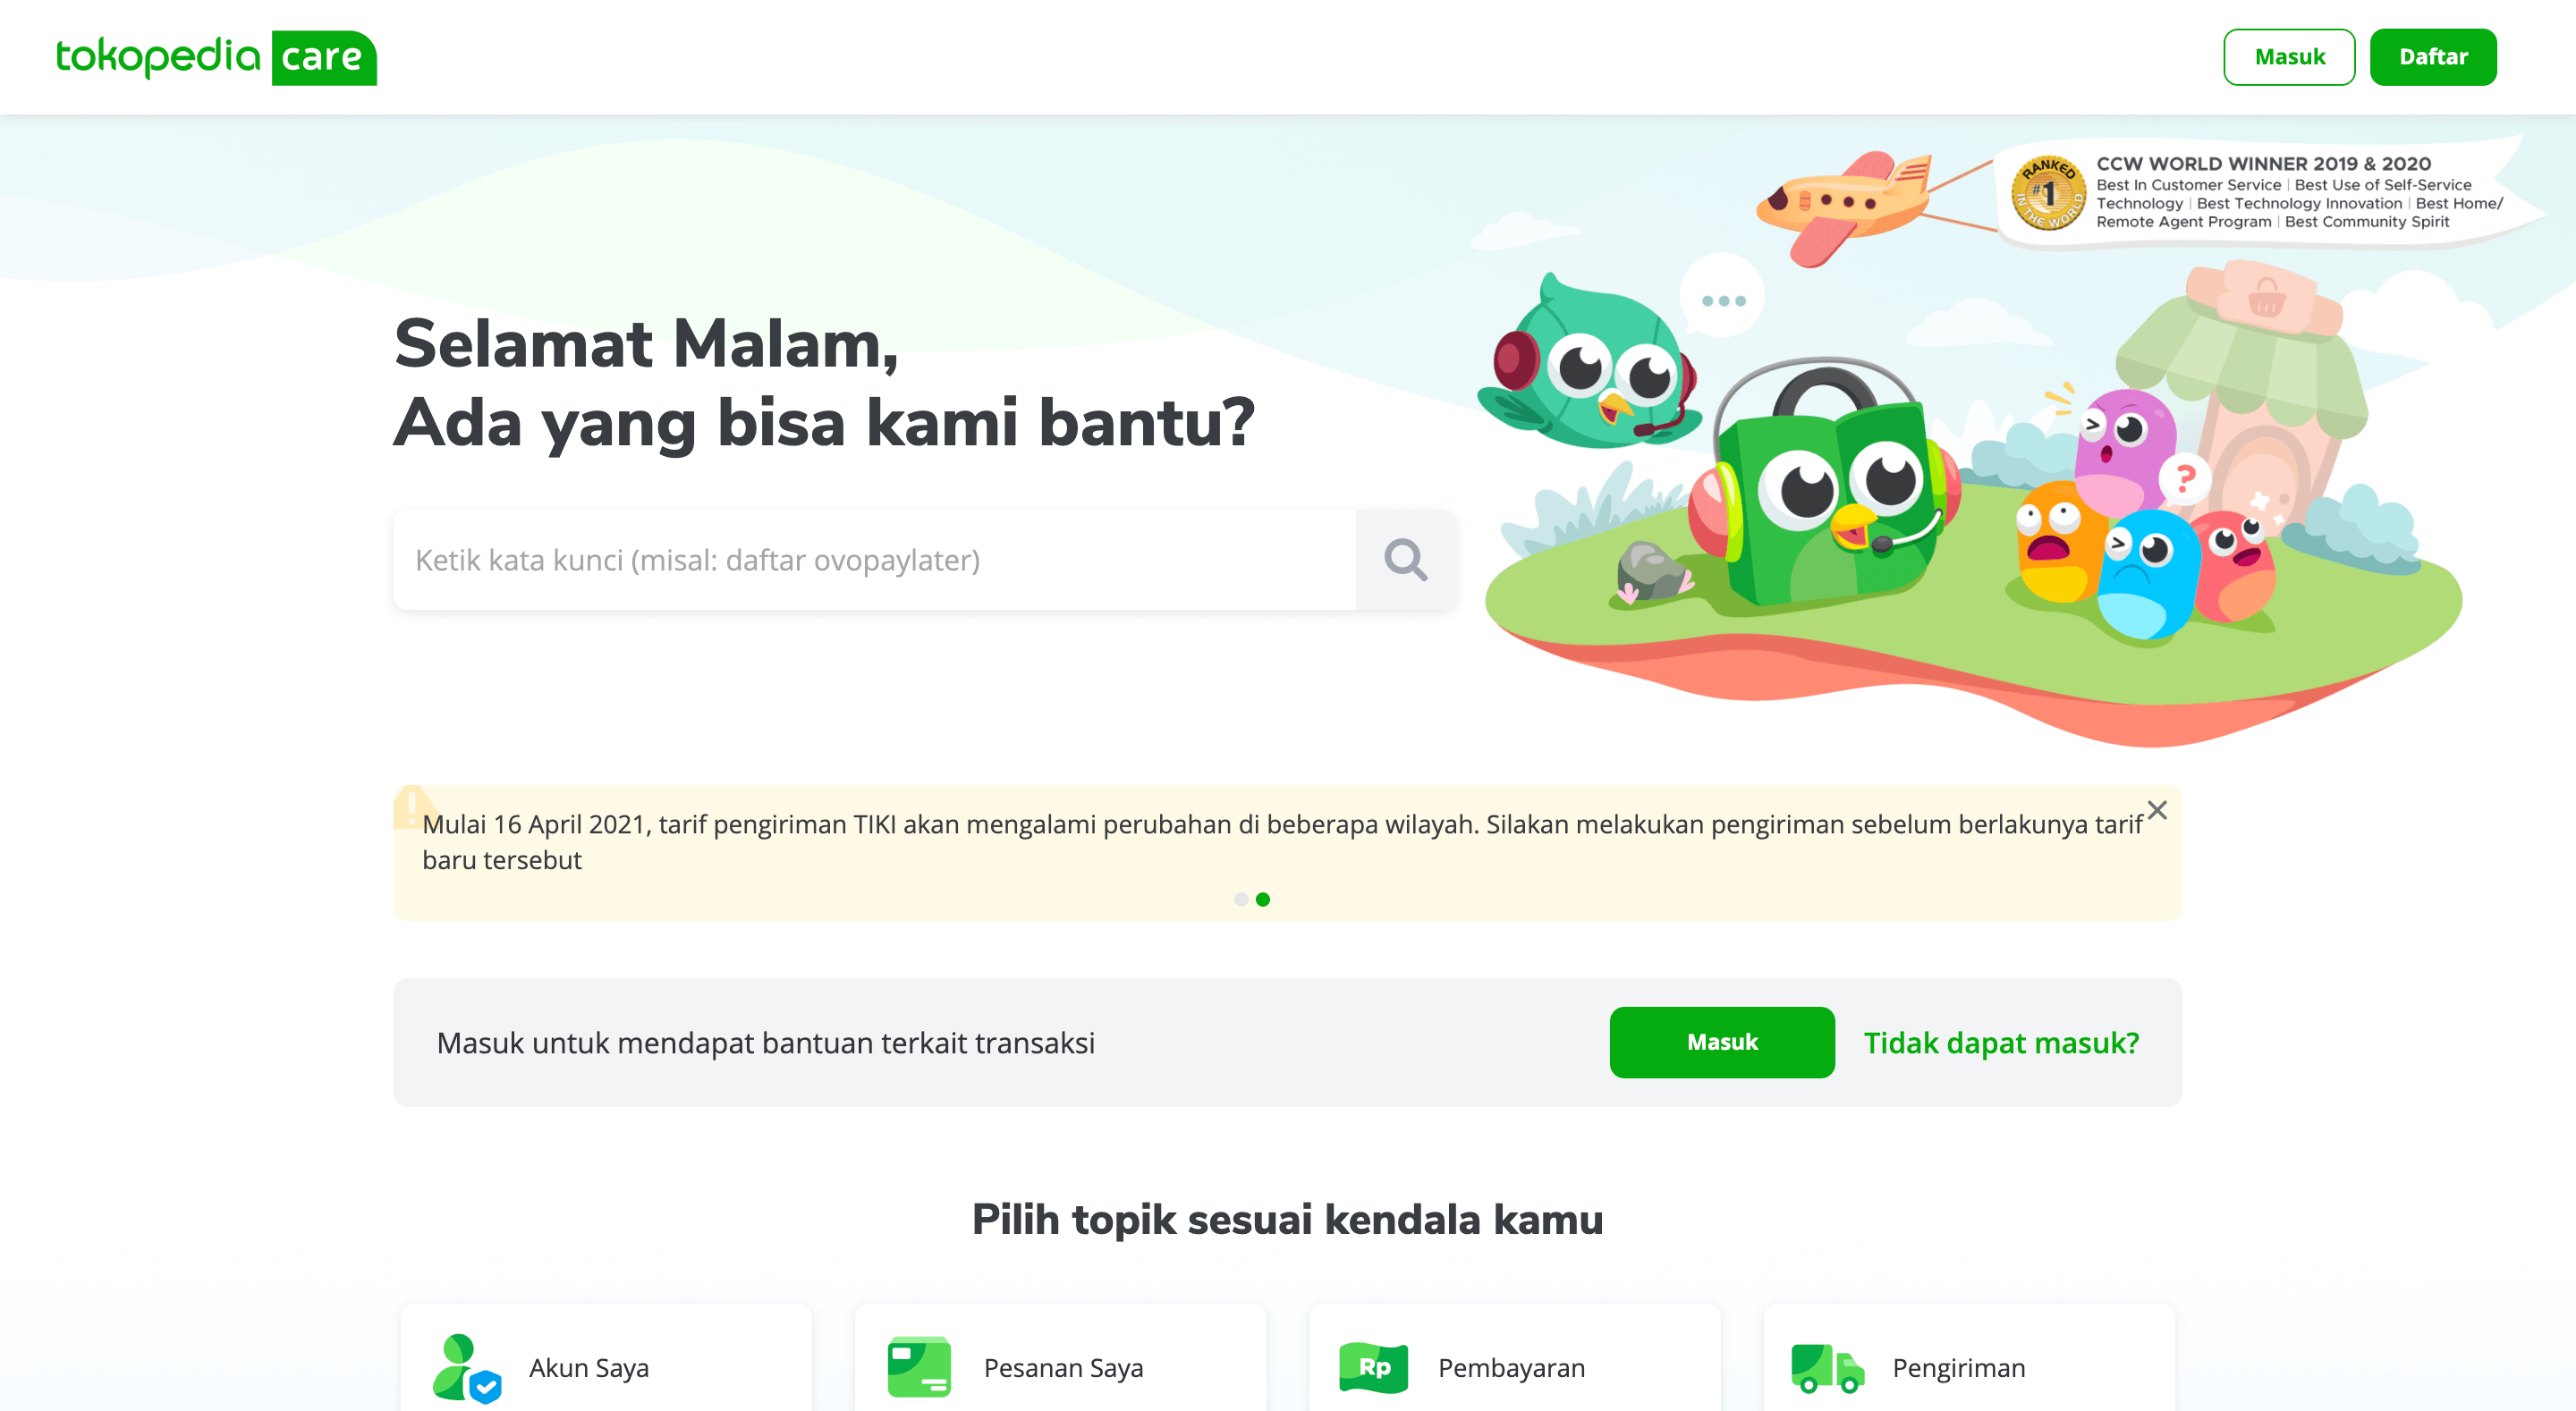 tokopedia care
Masuk
Daftar
RANKED
#1
IN THE WORLD
CCW WORLD WINNER 2019 & 2020
Best In Customer Service | Best Use of Self-Service
Technology | Best Technology Innovation | Best Home/
Remote Agent Program | Best Community Spirit
Selamat Malam,
Ada yang bisa kami bantu?
?
Ketik kata kunci (misal: daftar ovopaylater)
Mulai 16 April 2021, tarif pengiriman TIKI akan mengalami perubahan di beberapa wilayah. Silakan melakukan pengiriman sebelum berlakunya tarif
baru tersebut
Masuk untuk mendapat bantuan terkait transaksi
Masuk
Tidak dapat masuk?
Pilih topik sesuai kendala kamu
Akun Saya
Pesanan Saya
Rp
Pembayaran
Pengiriman